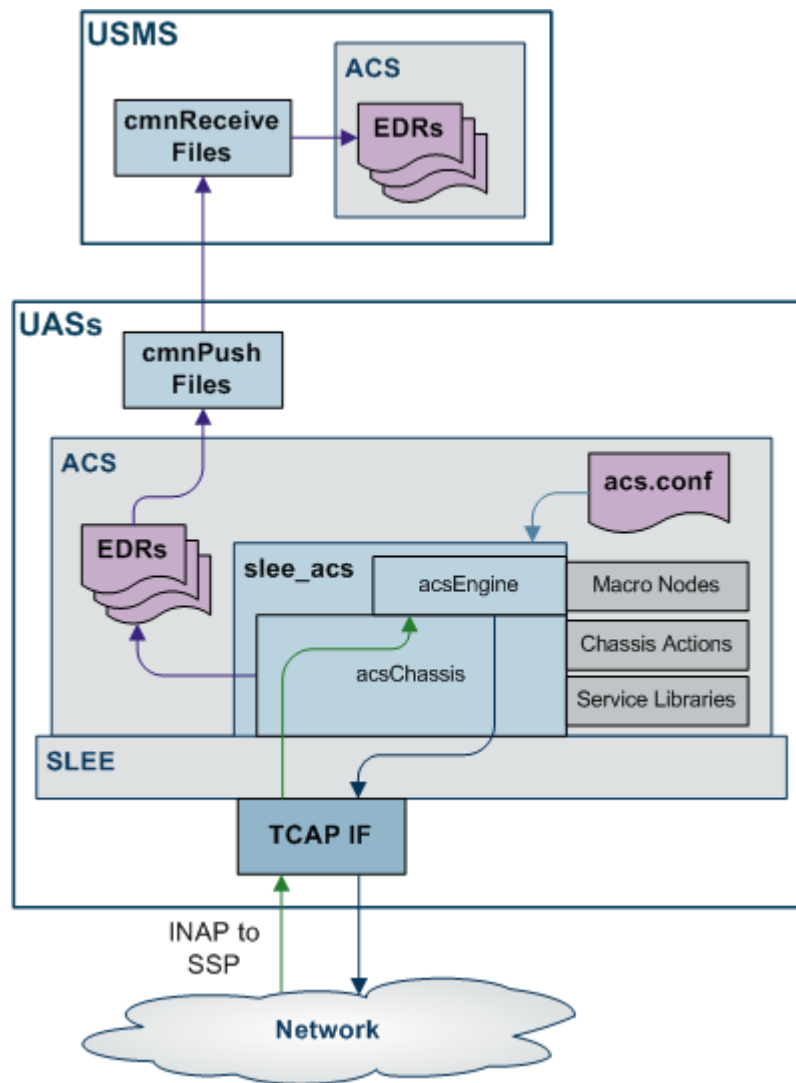 USMS
ACS
cmnReceive
Files
EDRs
UASs
cmnPush
Files
ACS
acs.conf
EDRs
slee_acs
acsEngine
Macro Nodes
acsChassis
Chassis Actions
Service Libraries
SLEE
TCAP IF
INAP to
SSP
Network